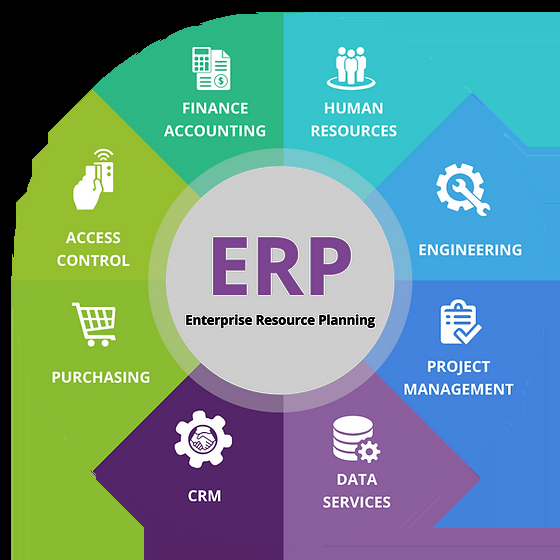 FINANCE
ACCOUNTING
HUMAN
RESOURCES
ACCESS
CONTROL
ENGINEERING
ERP
Enterprise Resource Planning
PURCHASING
PROJECT
MANAGEMENT
CRM
DATA
SERVICES